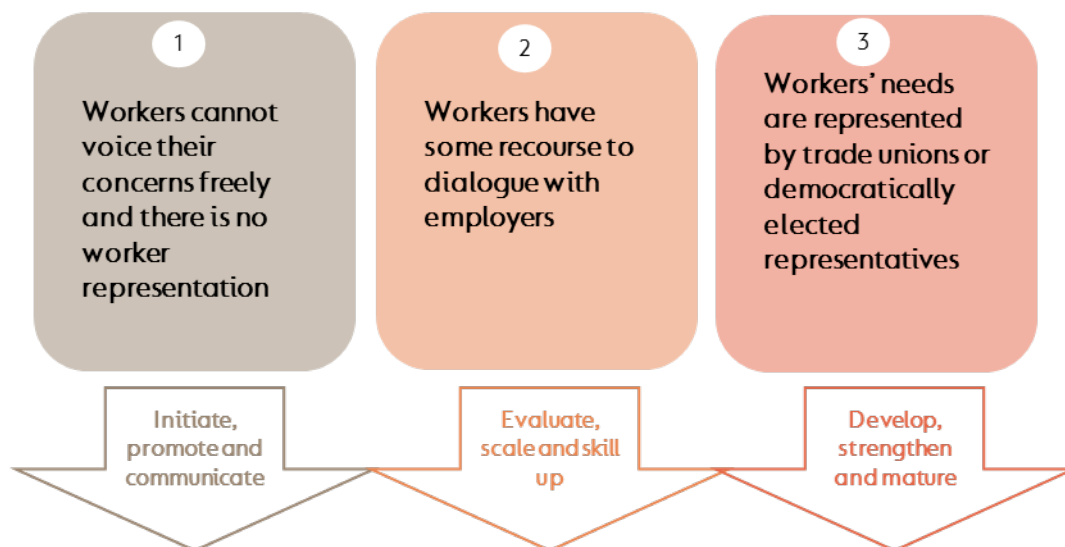 1
Workers cannot
voice their
concerns freely
and there is no
worker
representation
2
Workers have
some recourse to
dialogue with
employers
3
Workers’ needs
are represented
by trade unions or
democratically
elected
representatives
Initiate,
promote and
communicate
Evaluate,
scale and skill
up
Develop,
strengthen
and mature